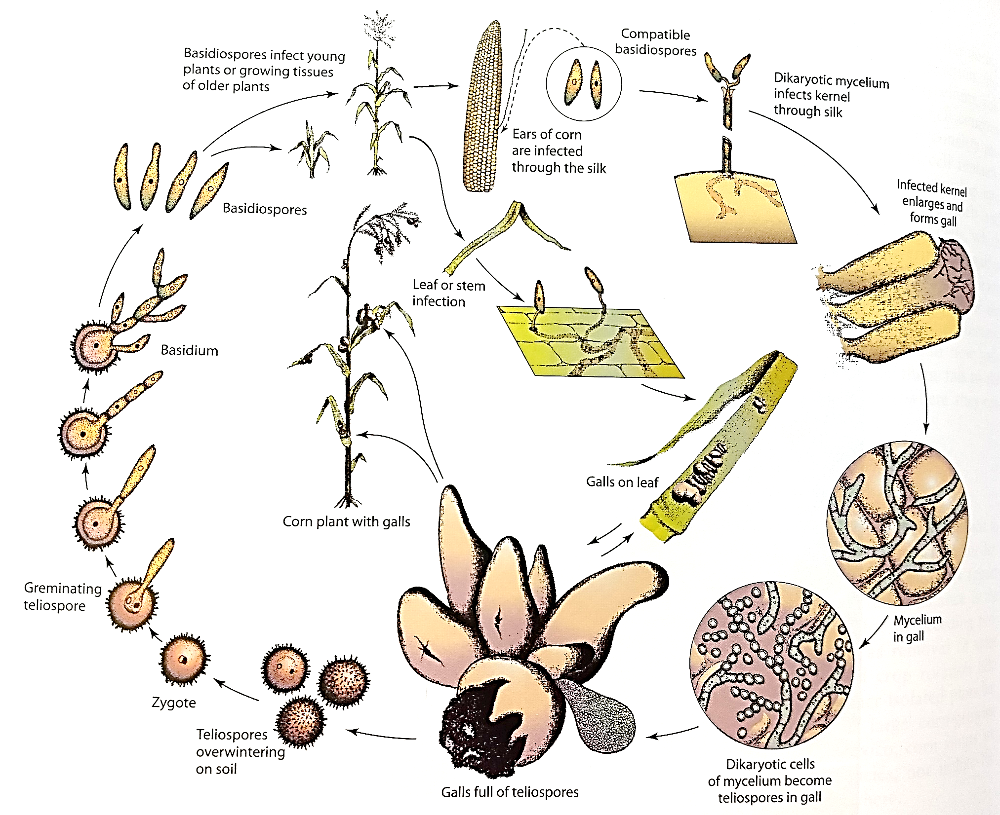 Basidiospores infect young
plants or growing tissues
of older plants
Compatible
basidiospores
Dikaryotic mycelium
infects kernel
through silk
Ears of corn
are infected
through the silk
Infected kernel
enlarges and
forms gall
Basidiospores
Leaf or stem
infection
Basidium
Galls on leaf
Corn plant with galls
Greminating
teliospore
Mycelium
in gall
Zygote
Teliospores
overwintering
on soil
Galls full of teliospores
Dikaryotic cells
of mycelium become
teliospores in gall